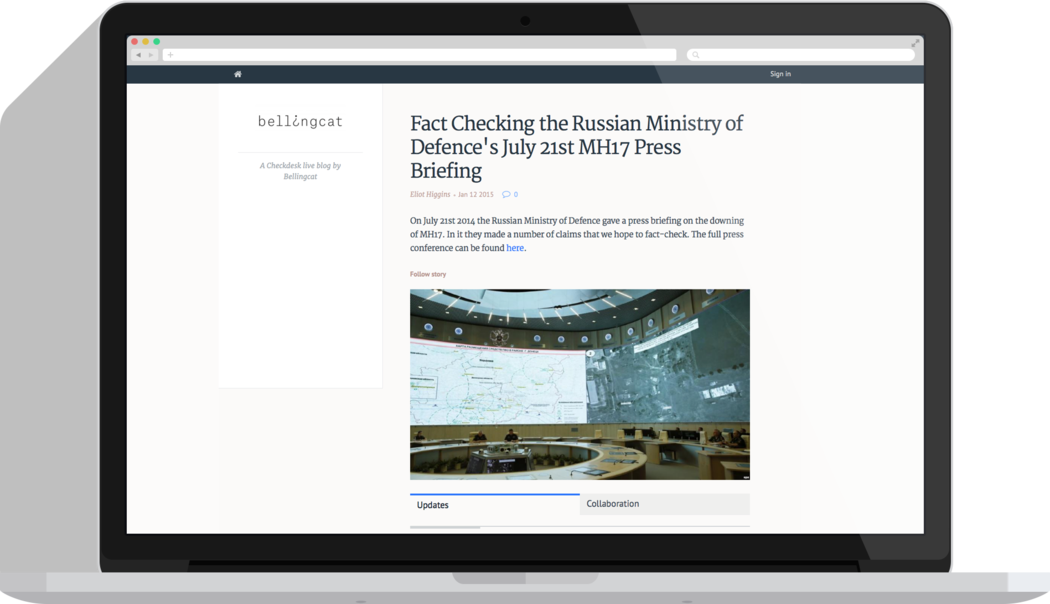 Sign in
bellingcat
A Checkdesk live blog by
Bellingcat
Fact Checking the Russian Ministry of
Defence's July 21st MH17 Press
Briefing
Eliot Higgins - Jan 12 2015 0
On July 21st 2014 the Russian Ministry of Defence gave a press briefing on the downing
of MH17. In it they made a number of claims that we hope to fact-check. The full press
conference can be found here.
Follow story
Updates
Collaboration